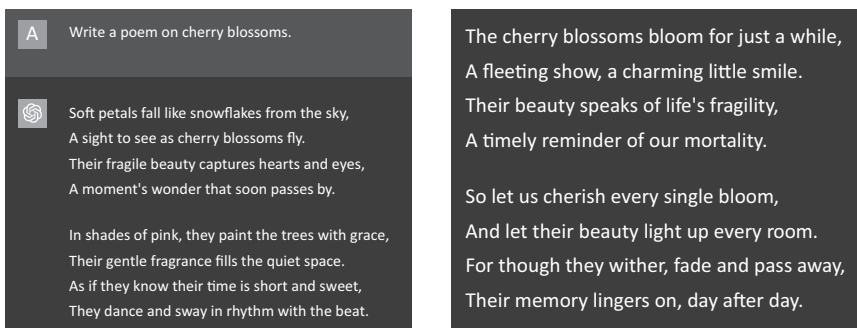 A
Write a poem on cherry blossoms.
Soft petals fall like snowflakes from the sky,
A sight to see as cherry blossoms fly.
Their fragile beauty captures hearts and eyes,
A moment's wonder that soon passes by.
In shades of pink, they paint the trees with grace,
Their gentle fragrance fills the quiet space.
As if they know their time is short and sweet,
They dance and sway in rhythm with the beat.
The cherry blossoms bloom for just a while,
A fleeting show, a charming little smile.
Their beauty speaks of life's fragility,
A timely reminder of our mortality.
So let us cherish every single bloom,
And let their beauty light up every room.
For though they wither, fade and pass away,
Their memory lingers on, day after day.